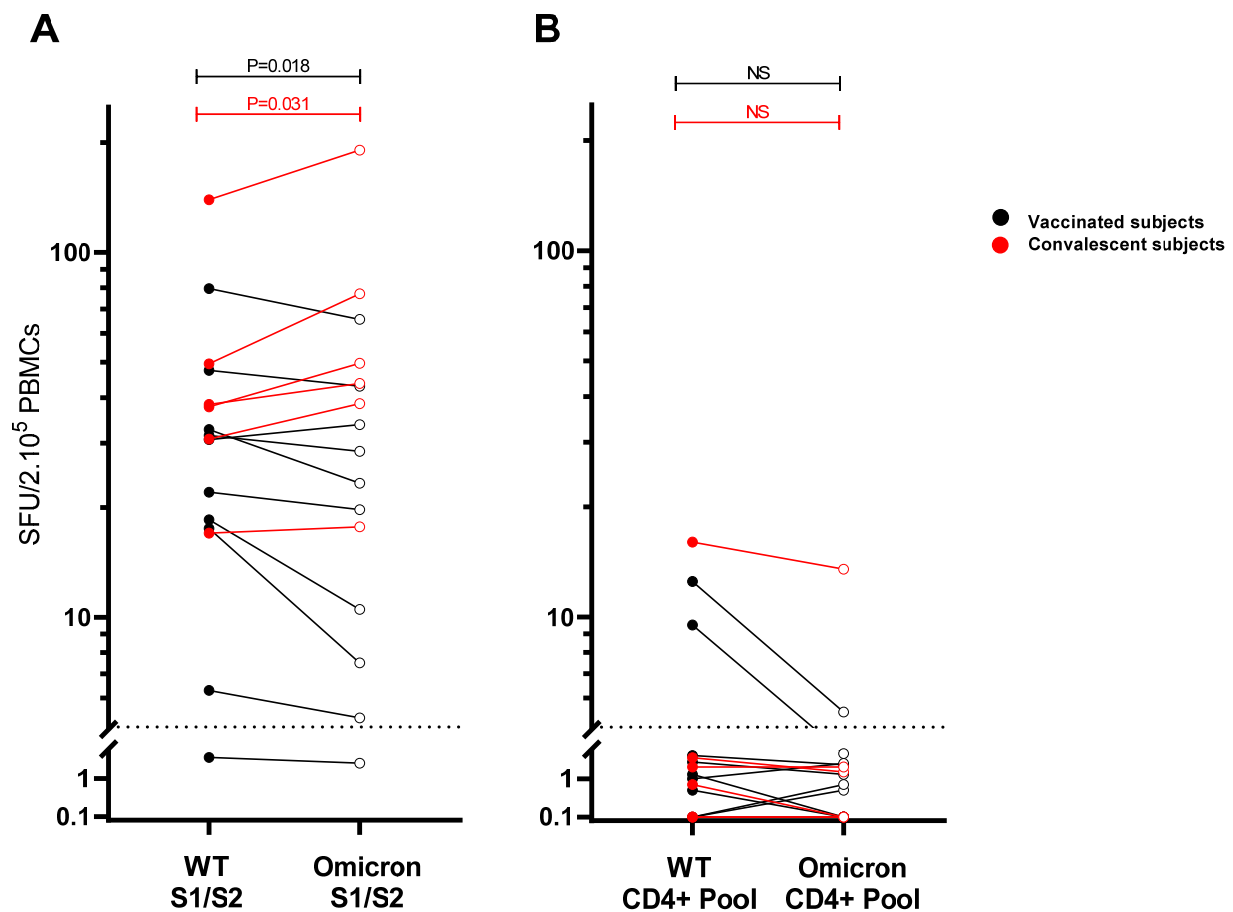 A
B
P=0.018
P=0.031
NS
NS
100
10
1
0.1
SFU/2.10⁵ PBMCs
WT
S1/S2
Omicron
S1/S2
100
10
1
0.1
WT
CD4+ Pool
Omicron
CD4+ Pool
Vaccinated subjects
Convalescent subjects